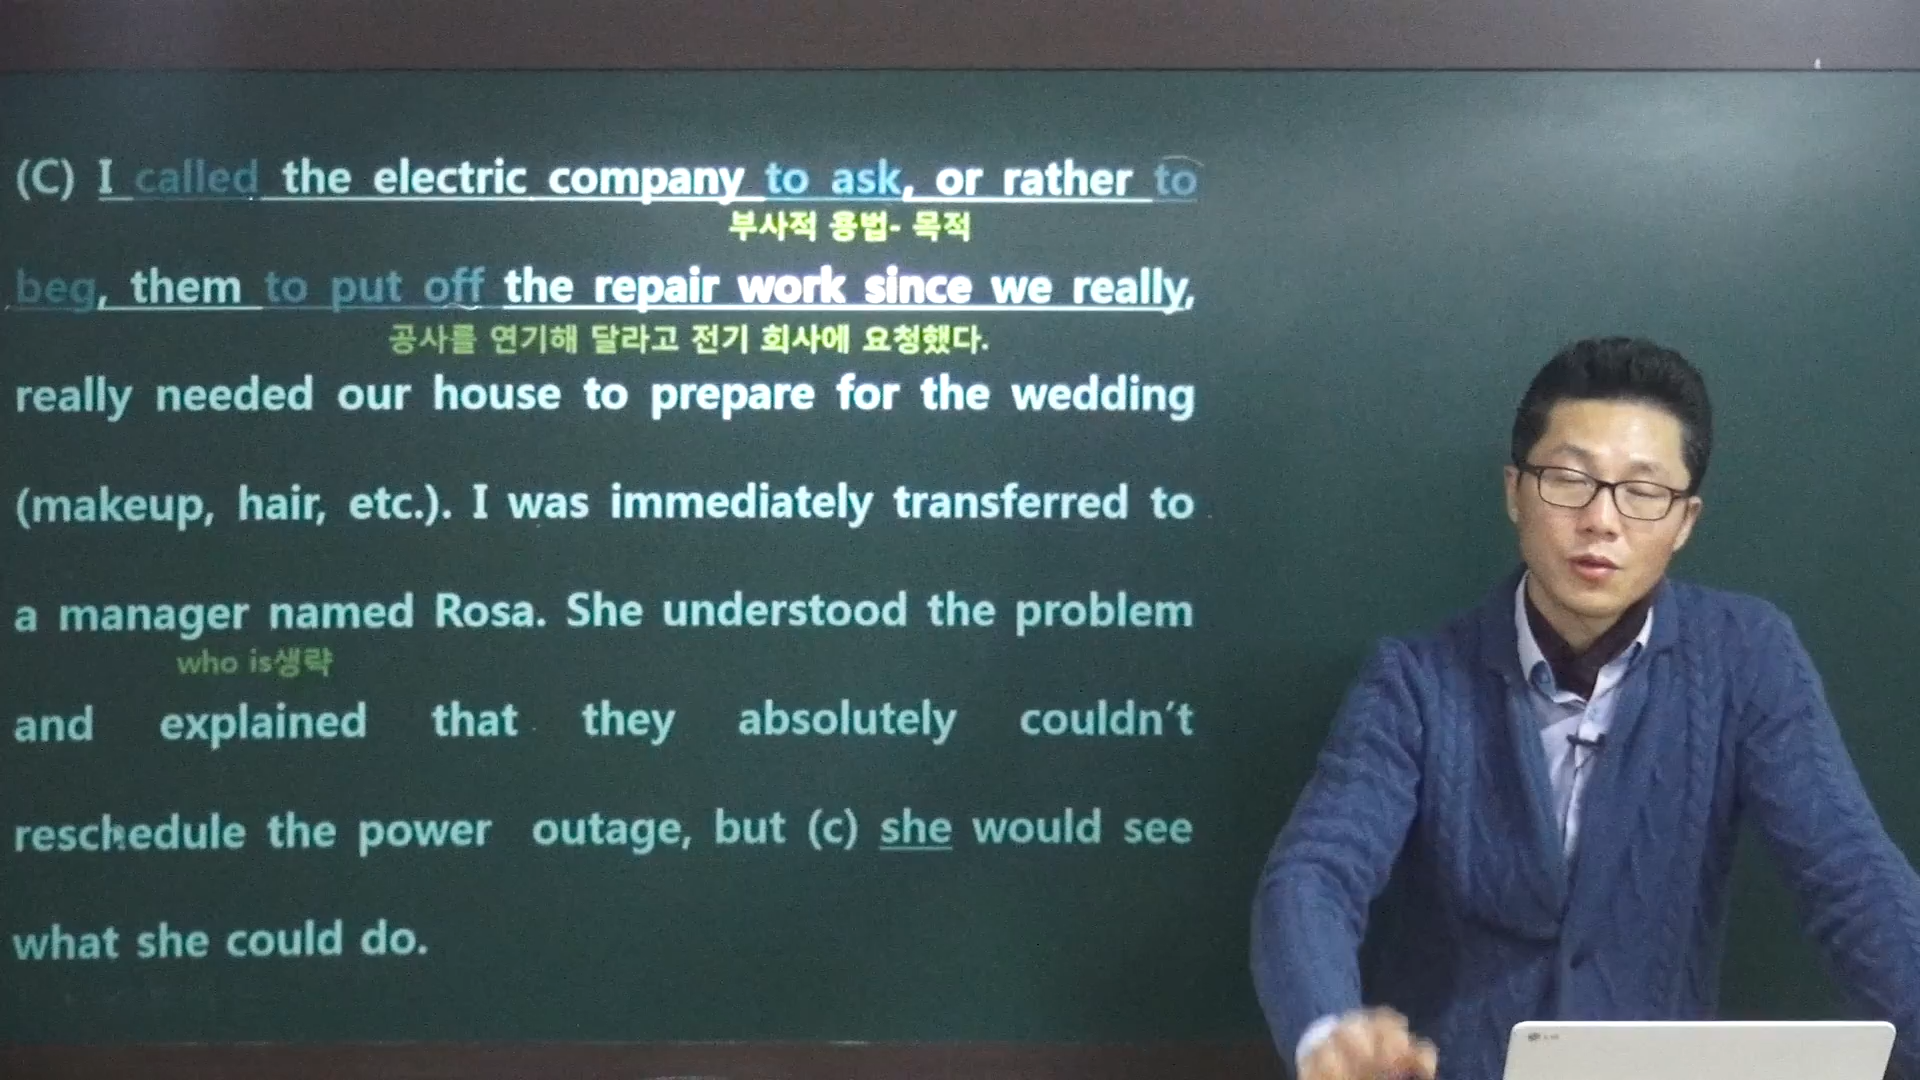 (C) I called the electric company to ask, or rather to
부사적 용법- 목적
beg, them to put off the repair work since we really,
공사를 연기해 달라고 전기 회사에 요청했다.
really needed our house to prepare for the wedding
(makeup, hair, etc.). I was immediately transferred to
a manager named Rosa. She understood the problem
who is생략
and explained that they absolutely couldn't
reschedule the power outage, but (c) she would see
what she could do.